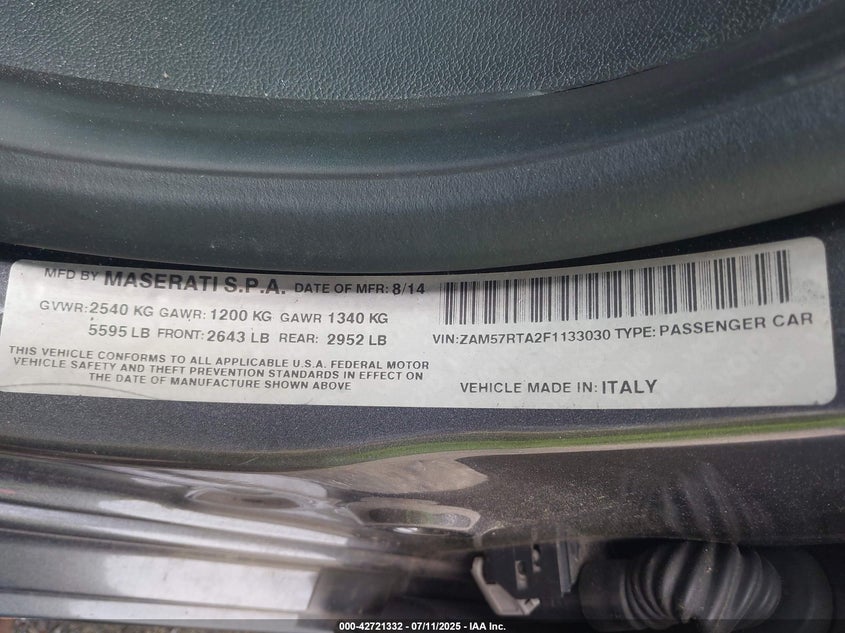 MFD BY MASERATI S.P.A. DATE OF MFR: 8/14
GVWR: 2540 KG GAWR: 1200 KG GAWR 1340 KG
5595 LB FRONT: 2643 LB REAR: 2952 LB
THIS VEHICLE CONFORMS TO ALL APPLICABLE U.S.A. FEDERAL MOTOR
VEHICLE SAFETY AND THEFT PREVENTION STANDARDS IN EFFECT ON
THE DATE OF MANUFACTURE SHOWN ABOVE
VIN:ZAM57RTA2F1133030 TYPE: PASSENGER CAR
VEHICLE MADE IN: ITALY
000-42721332 - 07/11/2025 - IAA Inc.